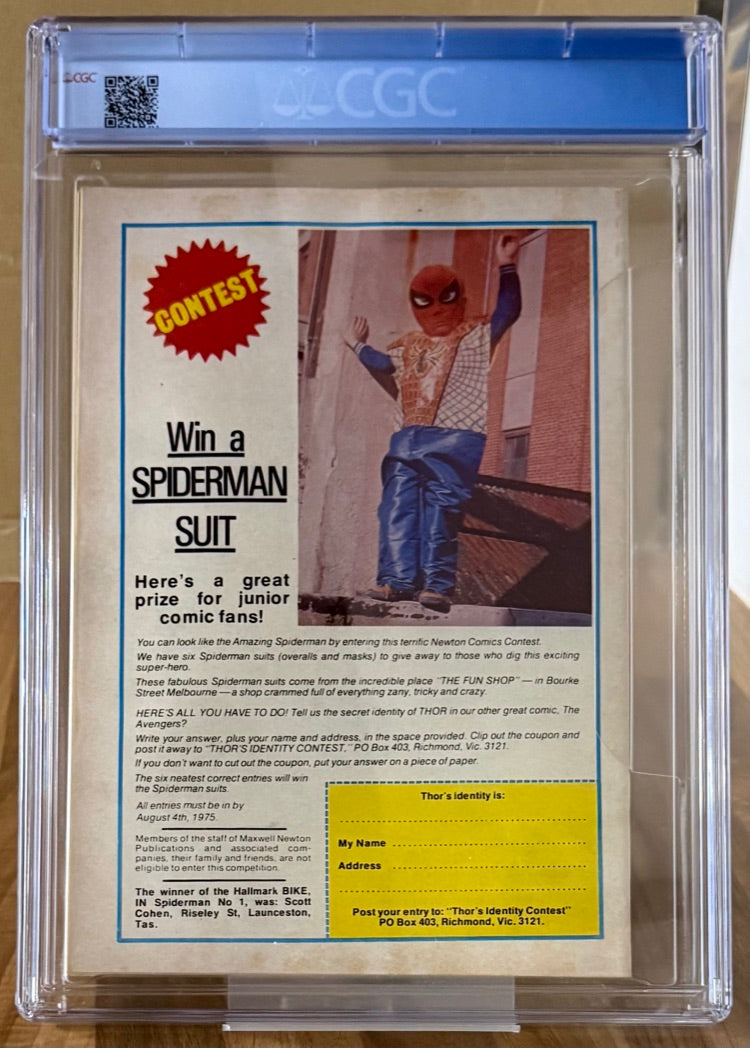 CGC
CGC
CONTEST
Win a
SPIDERMAN
SUIT
Here's a great
prize for junior
comic fans!
You can look like the Amazing Spiderman by entering this terrific Newton Comics Contest.
We have six Spiderman suits (overalls and masks) to give away to those who dig this exciting
super-hero.
These fabulous Spiderman suits come from the incredible place "THE FUN SHOP" — in Bourke
Street Melbourne — a shop crammed full of everything zany, tricky and crazy.
HERE'S ALL YOU HAVE TO DO! Tell us the secret identity of THOR in our other great comic, The
Avengers?
Write your answer, plus your name and address, in the space provided. Clip out the coupon and
post it away to "THOR'S IDENTITY CONTEST," PO Box 403, Richmond, Vic. 3121.
If you don't want to cut out the coupon, put your answer on a piece of paper.
The six neatest correct entries will win
the Spiderman suits.
All entries must be in by
August 4th, 1975.
Members of the staff of Maxwell Newton
Publications and associated com-
panies, their family and friends, are not
eligible to enter this competition.
The winner of the Hallmark BIKE,
IN Spiderman No 1, was: Scott
Cohen, Riseley St, Launceston,
Tas.
Thor's identity is:
My Name
Address
Post your entry to: "Thor's Identity Contest"
PO Box 403, Richmond, Vic. 3121.